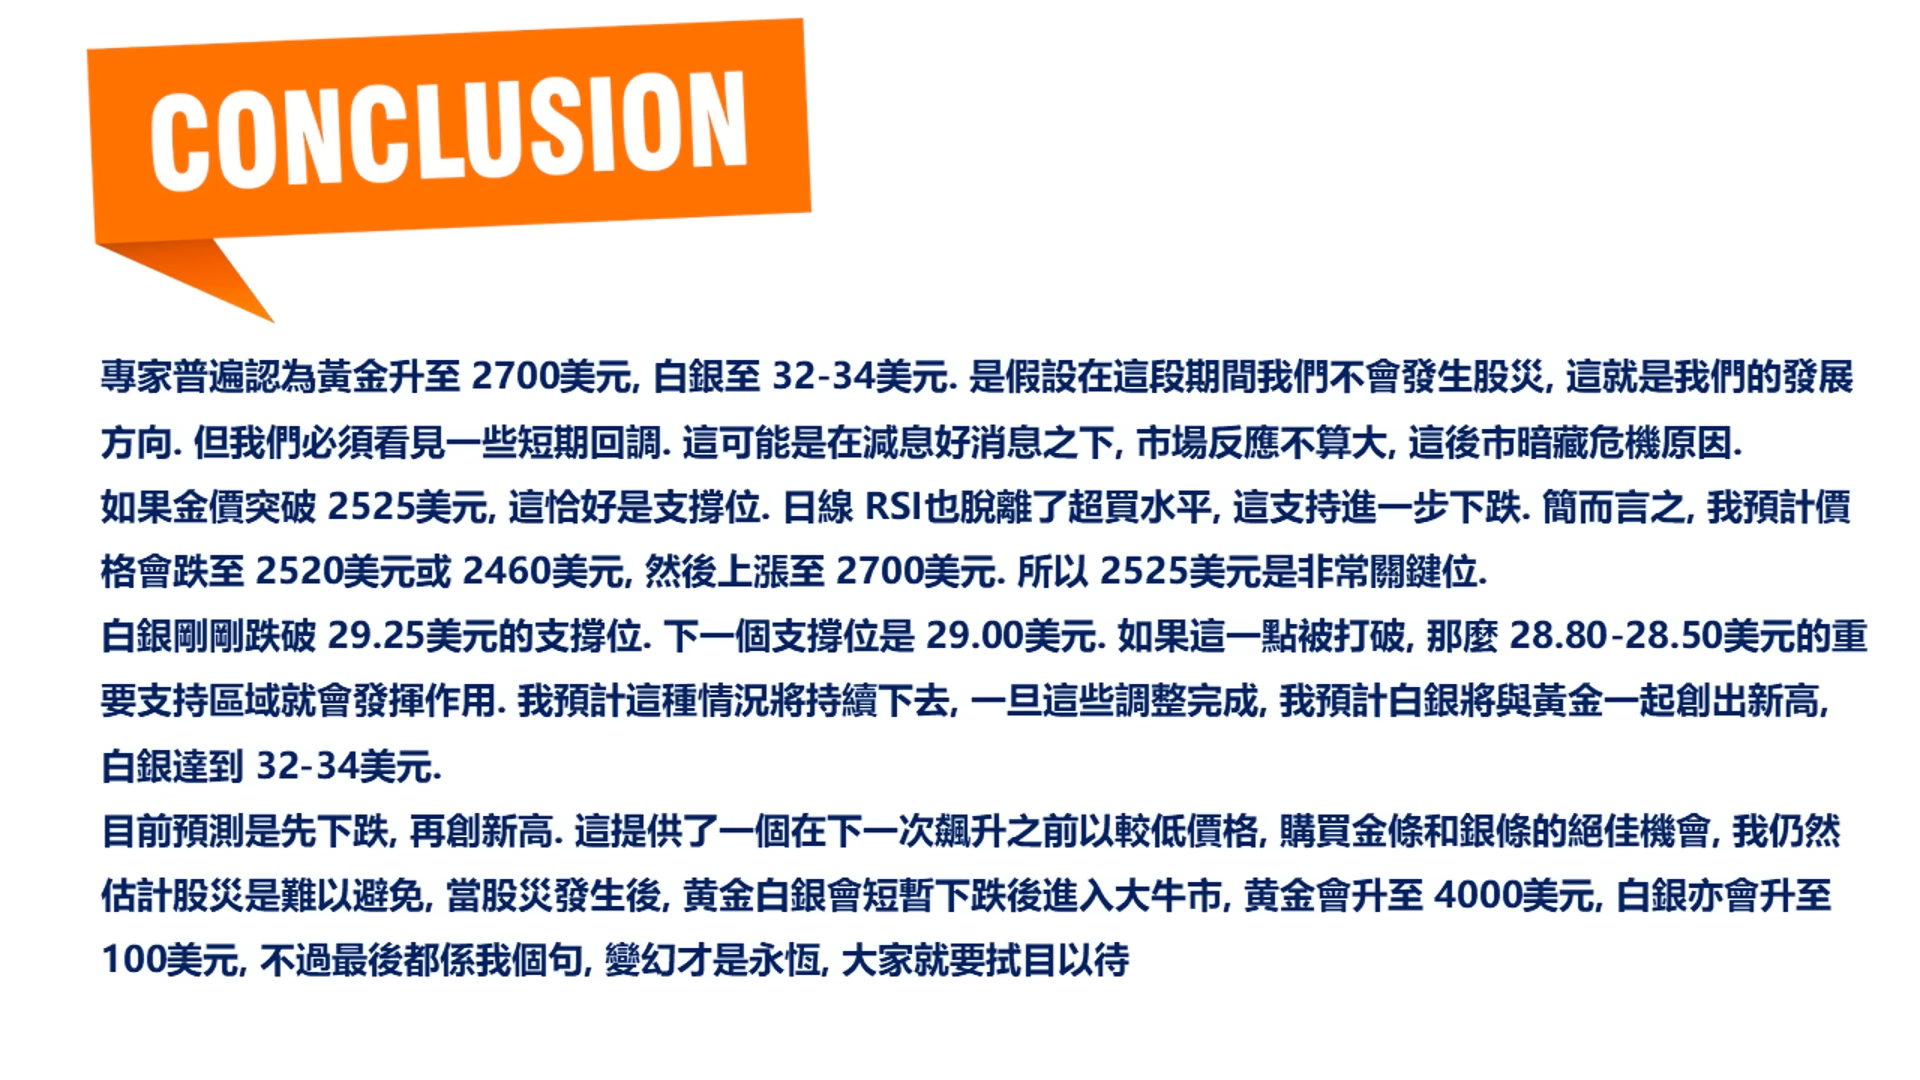 CONCLUSION
專家普遍認為黃金升至 2700美元, 白銀至 32-34美元. 是假設在這段期間我們不會發生股災, 這就是我們的發展
方向. 但我們必須看見一些短期回調. 這可能是在減息好消息之下, 市場反應不算大, 這後市暗藏危機原因.
如果金價突破 2525美元, 這恰好是支撐位. 日線 RSI也脫離了超買水平, 這支持進一步下跌. 簡而言之, 我預計價
格會跌至 2520美元或 2460美元, 然後上漲至 2700美元. 所以 2525美元是非常關鍵位.
白銀剛剛跌破 29.25美元的支撐位. 下一個支撐位是 29.00美元. 如果這一點被打破, 那麼 28.80-28.50美元的重
要支持區域就會發揮作用. 我預計這種情況將持續下去, 一旦這些調整完成, 我預計白銀將與黃金一起創出新高,
白銀達到 32-34美元.
目前預測是先下跌, 再創新高. 這提供了一個在下一次飆升之前以較低價格, 購買金條和銀條的絕佳機會, 我仍然
估計股災是難以避免, 當股災發生後, 黄金白銀會短暫下跌後進入大牛市, 黄金會升至 4000美元, 白銀亦會升至
100美元, 不過最後都係我個句, 變幻才是永恆, 大家就要拭目以待